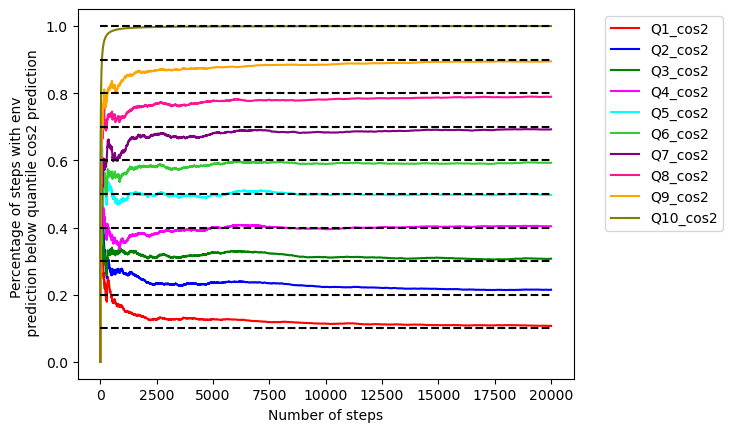 Percentage of steps with env
prediction below quantile cos2 prediction
1.0
0.8
0.6
0.4
0.2
0.0
0 2500 5000 7500 10000 12500 15000 17500 20000
Number of steps
Q1_cos2
Q2_cos2
Q3_cos2
Q4_cos2
Q5_cos2
Q6_cos2
Q7_cos2
Q8_cos2
Q9_cos2
Q10_cos2